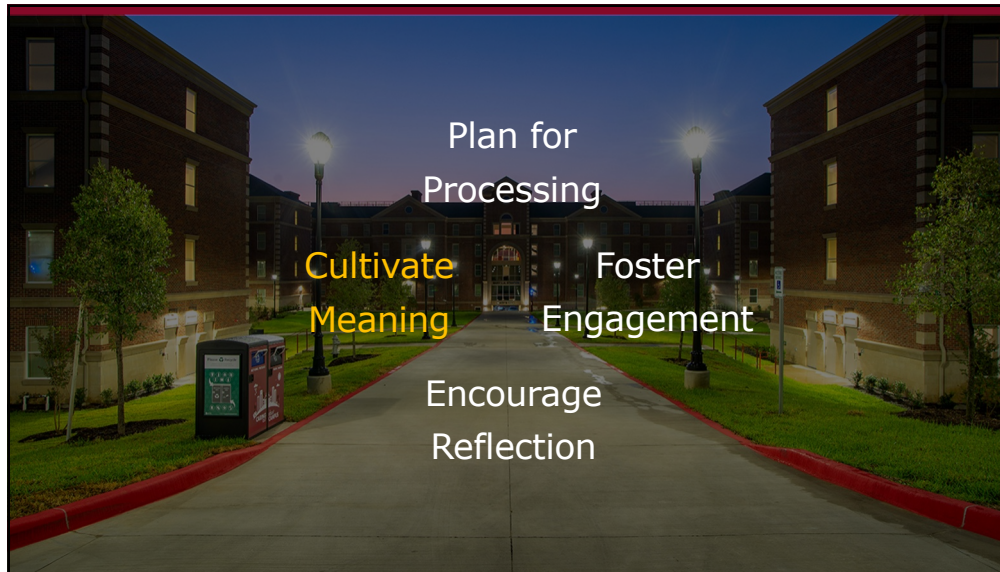 Plan for
Processing
Cultivate
Meaning
Foster
Engagement
Encourage
Reflection